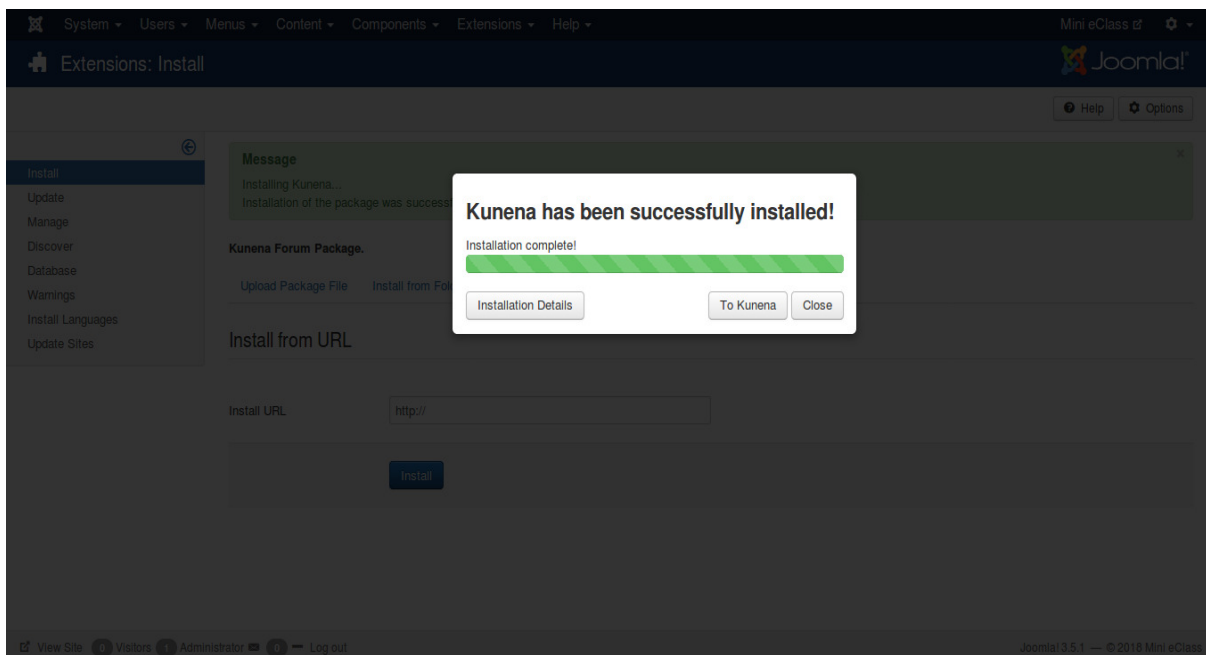 System Users Menus Content Components Extensions Help Mini eClass
Extensions: Install Joomla!
Help Options
Install
Update
Manage
Discover
Database
Warnings
Install Languages
Update Sites
Message
Installing Kunena...
Installation of the package was
Kunena Forum Package.
Upload Package File Install from
Install from URL
Install URL http://
Install
Kunena has been successfully installed!
Installation complete!
Installation Details To Kunena Close
View Site 0 Visitors 1 Administrator 0 Log out Joomla! 3.5.1 — © 2018 Mini eClass